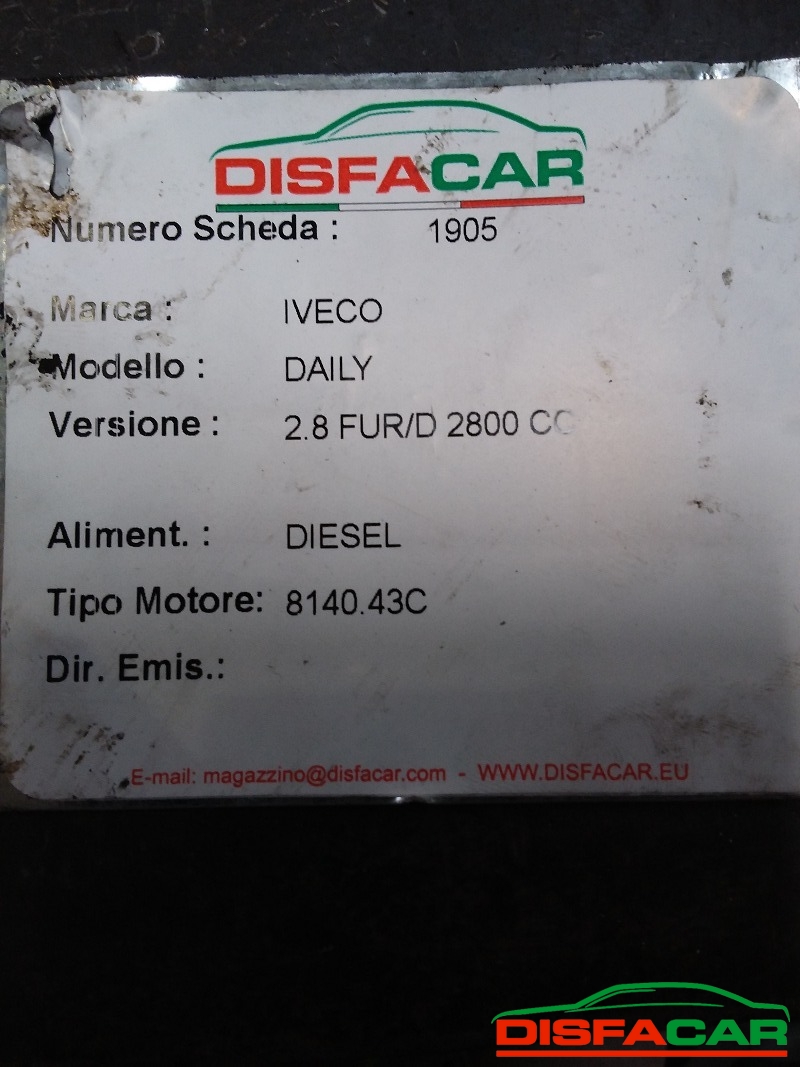 DISFACAR
Numero Scheda : 1905
Marca : IVECO
Modello : DAILY
Versione : 2.8 FUR/D 2800 CC
Aliment. : DIESEL
Tipo Motore: 8140.43C
Dir. Emis.:
E-mail: magazzino@disfacar.com - WWW.DISFACAR.EU
DISFACAR